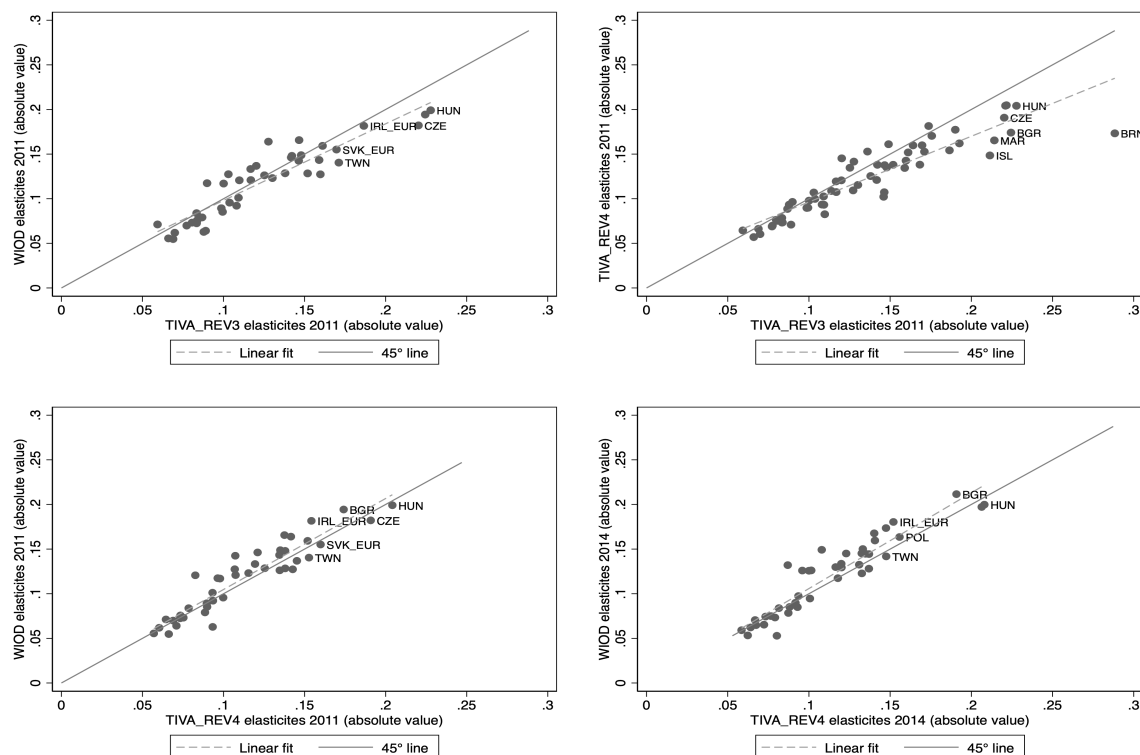 WIOD elasticites 2011 (absolute value)
.3
.25
.2
.15
.1
.05
0
HUN
IRL_EUR
CZE
SVK_EUR
TWN
0
.05
.1
.15
.2
.25
.3
TIVA_REV3 elasticites 2011 (absolute value)
Linear fit
45° line
TIVA_REV4 elasticites 2011 (absolute value)
.3
.25
.2
.15
.1
.05
0
HUN
CZE
BGR
BRN
MAR
ISL
0
.05
.1
.15
.2
.25
.3
TIVA_REV3 elasticites 2011 (absolute value)
Linear fit
45° line
WIOD elasticites 2011 (absolute value)
.3
.25
.2
.15
.1
.05
0
BGR
HUN
IRL_EUR
CZE
SVK_EUR
TWN
0
.05
.1
.15
.2
.25
.3
TIVA_REV4 elasticites 2011 (absolute value)
Linear fit
45° line
WIOD elasticites 2014 (absolute value)
.3
.25
.2
.15
.1
.05
0
BGR
HUN
IRL_EUR
POL
TWN
0
.05
.1
.15
.2
.25
.3
TIVA_REV4 elasticites 2014 (absolute value)
Linear fit
45° line